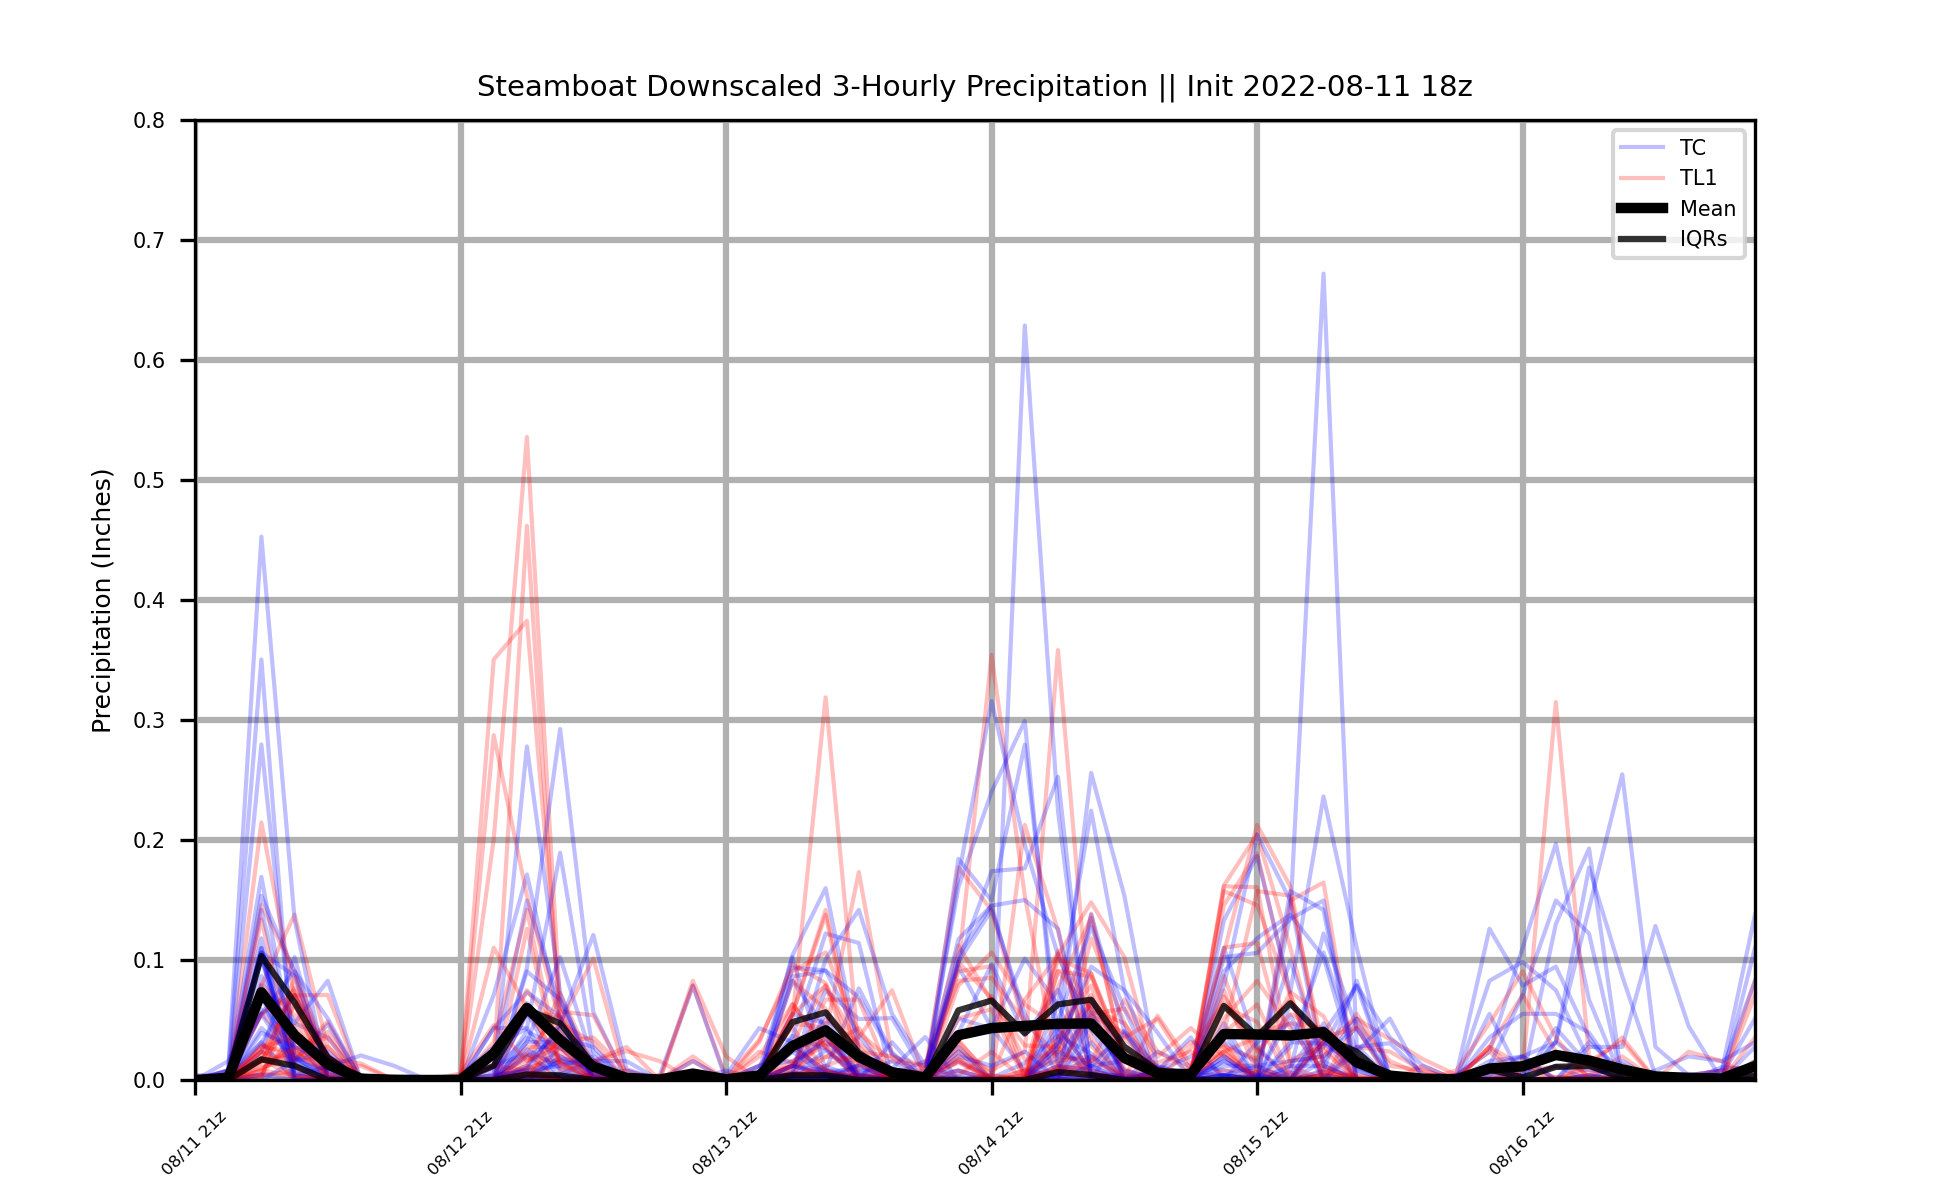 Steamboat Downscaled 3-Hourly Precipitation || Init 2022-08-11 18z
0.8
0.7
0.6
0.5
0.4
0.3
0.2
0.1
0.0
Precipitation (Inches)
TC
TL1
Mean
IQRs
08/11 21z
08/12 21z
08/13 21z
08/14 21z
08/15 21z
08/16 21z